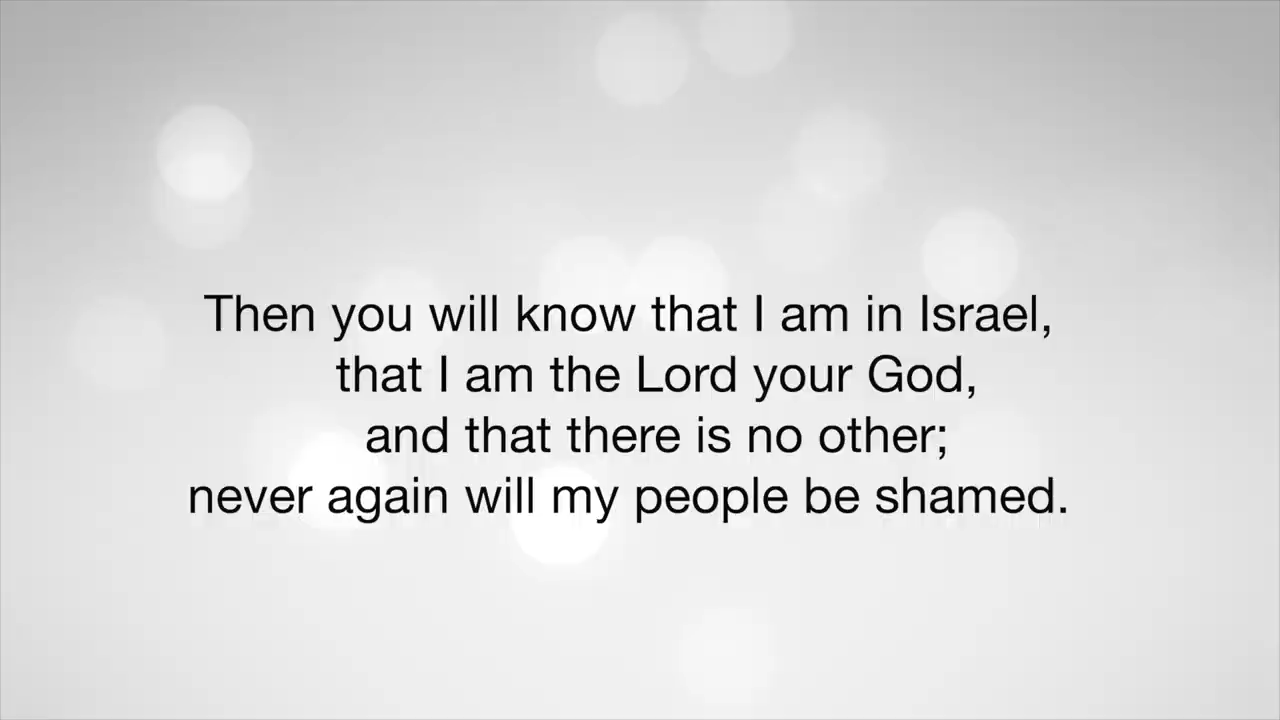 Then you will know that I am in Israel,
that I am the Lord your God,
and that there is no other;
never again will my people be shamed.